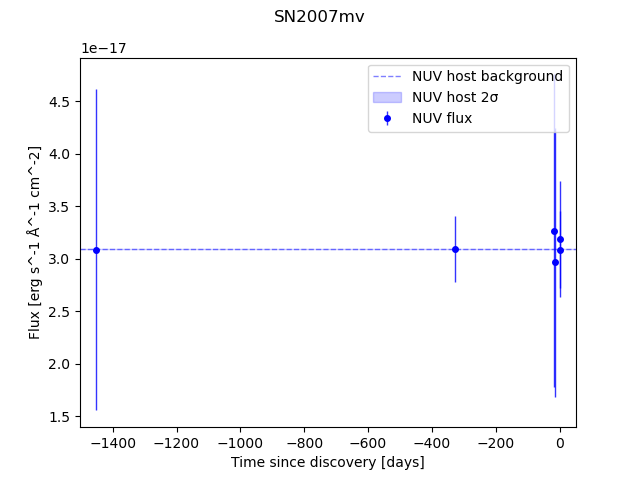 SN2007mv
1e−17
NUV host background
NUV host 2σ
NUV flux
4.5
4.0
3.5
3.0
2.5
2.0
1.5
Flux [erg s^-1 Å^-1 cm^-2]
−1400 −1200 −1000 −800 −600 −400 −200 0
Time since discovery [days]